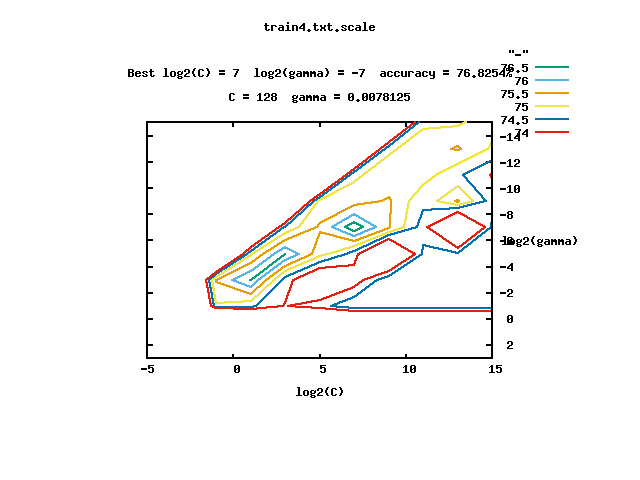 train4.txt.scale
"-"
Best log2(C) = 7 log2(gamma) = -7 accuracy = 76.8254%
76.5
76
C = 128 gamma = 0.0078125
75.5
75
74.5
74
-14
-12
-10
-8
-6
log2(gamma)
-4
-2
0
2
-5 0 5 10 15
log2(C)